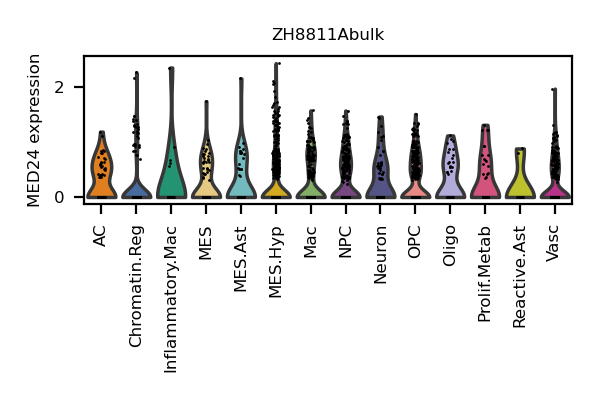 ZH8811Abulk
MED24 expression
2
0
AC
Chromatin.Reg
Inflammatory.Mac
MES
MES.Ast
MES.Hyp
Mac
NPC
Neuron
OPC
Oligo
Prolif.Metab
Reactive.Ast
Vasc